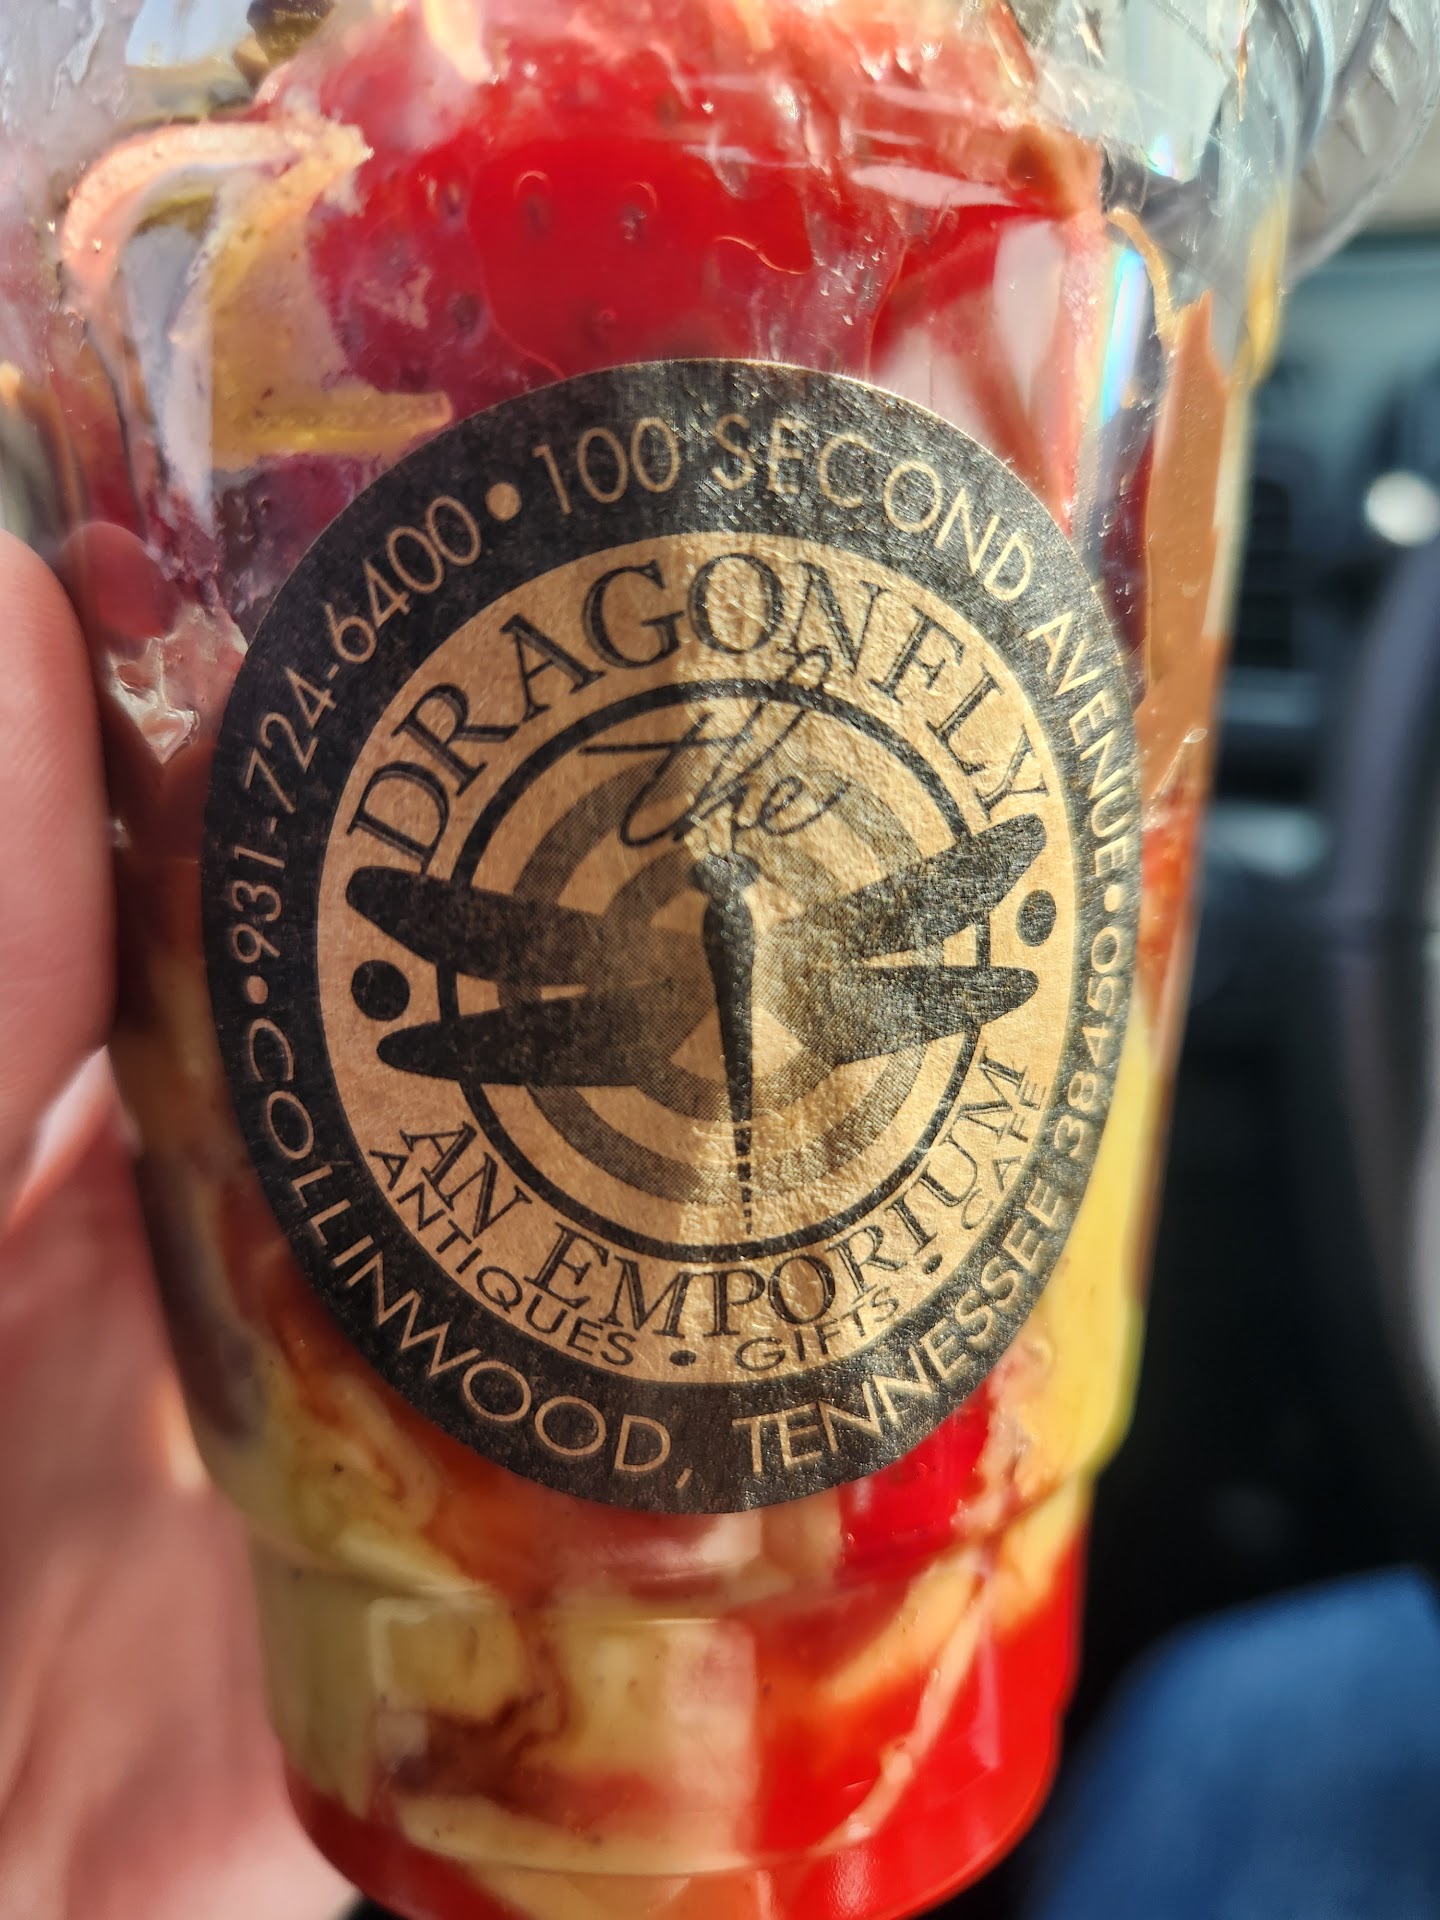 the
DRAGONFLY
AN EMPORIUM
ANTIQUES • GIFTS • CAFE
100 SECOND AVENUE • COLLINWOOD, TENNESSEE 38450 • 931-724-6400 •